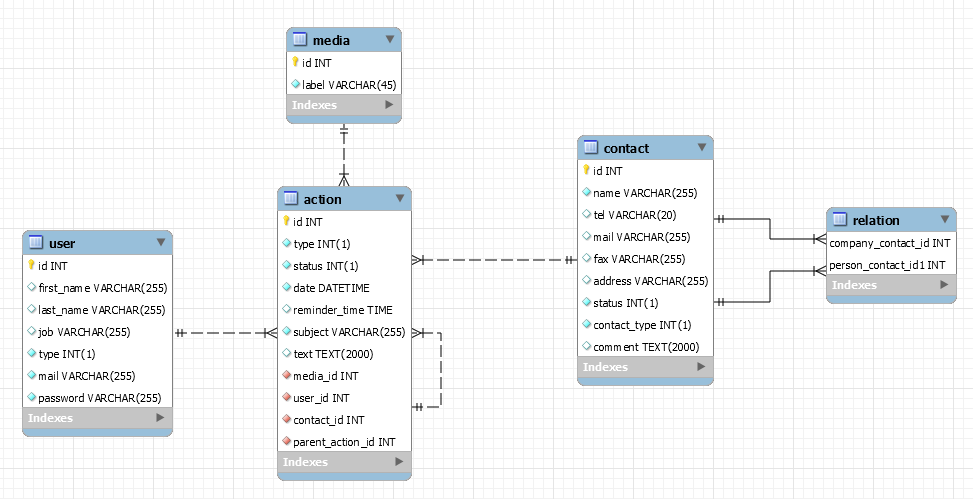 media
id INT
label VARCHAR(45)
Indexes
contact
id INT
name VARCHAR(255)
tel VARCHAR(20)
mail VARCHAR(255)
fax VARCHAR(255)
address VARCHAR(255)
status INT(1)
contact_type INT(1)
comment TEXT(2000)
Indexes
action
id INT
type INT(1)
status INT(1)
date DATETIME
reminder_time TIME
subject VARCHAR(255)
text TEXT(2000)
media_id INT
user_id INT
contact_id INT
parent_action_id INT
Indexes
relation
company_contact_id INT
person_contact_id1 INT
Indexes
user
id INT
first_name VARCHAR(255)
last_name VARCHAR(255)
job VARCHAR(255)
type INT(1)
mail VARCHAR(255)
password VARCHAR(255)
Indexes